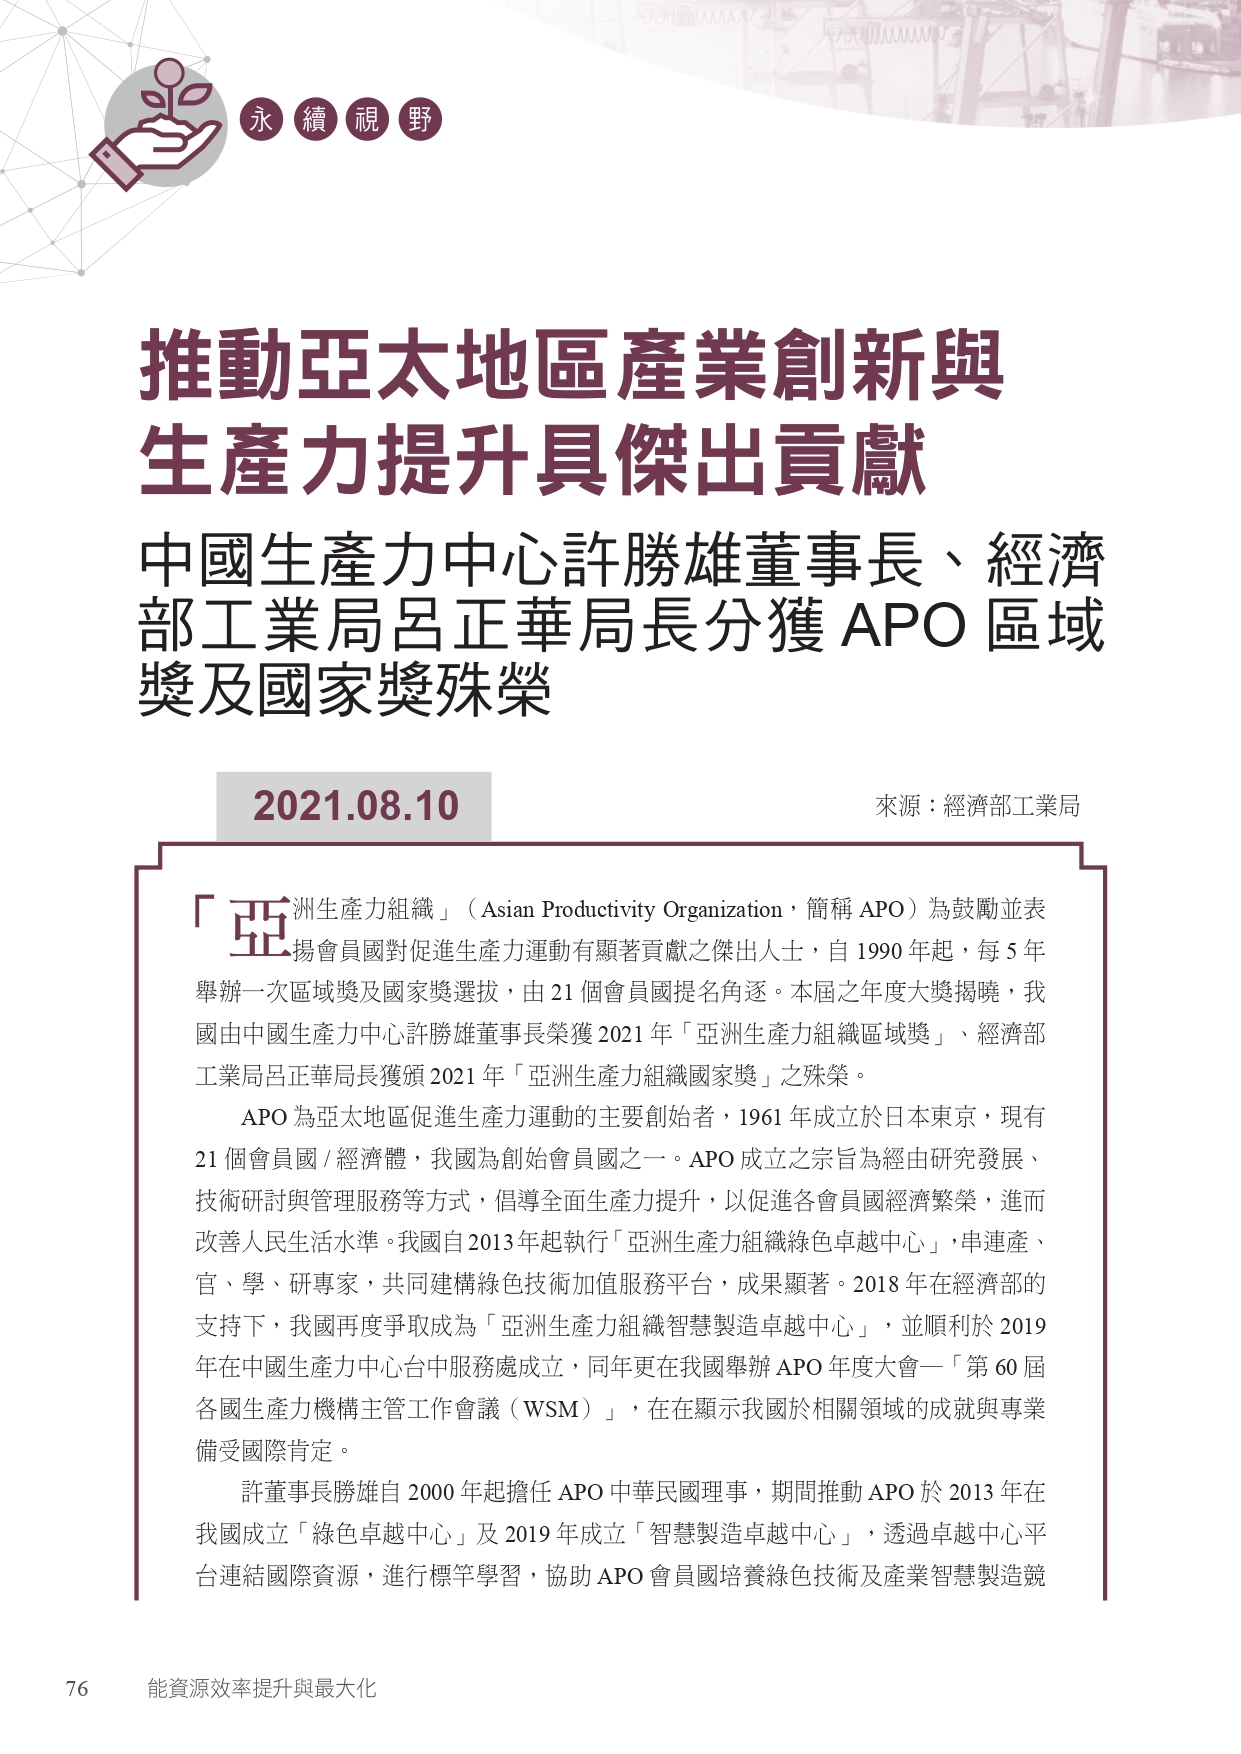 永續視野
推動亞太地區產業創新與
生產力提升具傑出貢獻
中國生產力中心許勝雄董事長、經濟
部工業局呂正華局長分獲 APO 區域
獎及國家獎殊榮
2021.08.10
來源：經濟部工業局
「亞洲生產力組織」（Asian Productivity Organization，簡稱 APO）為鼓勵並表
揚會員國對促進生產力運動有顯著貢獻之傑出人士，自 1990 年起，每 5 年
舉辦一次區域獎及國家獎選拔，由 21 個會員國提名角逐。本屆之年度大獎揭曉，我
國由中國生產力中心許勝雄董事長榮獲 2021 年「亞洲生產力組織區域獎」、經濟部
工業局呂正華局長獲頒 2021 年「亞洲生產力組織國家獎」之殊榮。
APO 為亞太地區促進生產力運動的主要創始者，1961 年成立於日本東京，現有
21 個會員國 / 經濟體，我國為創始會員國之一。APO 成立之宗旨為經由研究發展、
技術研討與管理服務等方式，倡導全面生產力提升，以促進各會員國經濟繁榮，進而
改善人民生活水準。我國自 2013 年起執行「亞洲生產力組織綠色卓越中心」，串連產、
官、學、研專家，共同建構綠色技術加值服務平台，成果顯著。2018 年在經濟部的
支持下，我國再度爭取成為「亞洲生產力組織智慧製造卓越中心」，並順利於 2019
年在中國生產力中心台中服務處成立，同年更在我國舉辦 APO 年度大會—「第 60 屆
各國生產力機構主管工作會議（WSM）」，在在顯示我國於相關領域的成就與專業
備受國際肯定。
許董事長勝雄自 2000 年起擔任 APO 中華民國理事，期間推動 APO 於 2013 年在
我國成立「綠色卓越中心」及 2019 年成立「智慧製造卓越中心」，透過卓越中心平
台連結國際資源，進行標竿學習，協助 APO 會員國培養綠色技術及產業智慧製造競
76 能資源效率提升與最大化